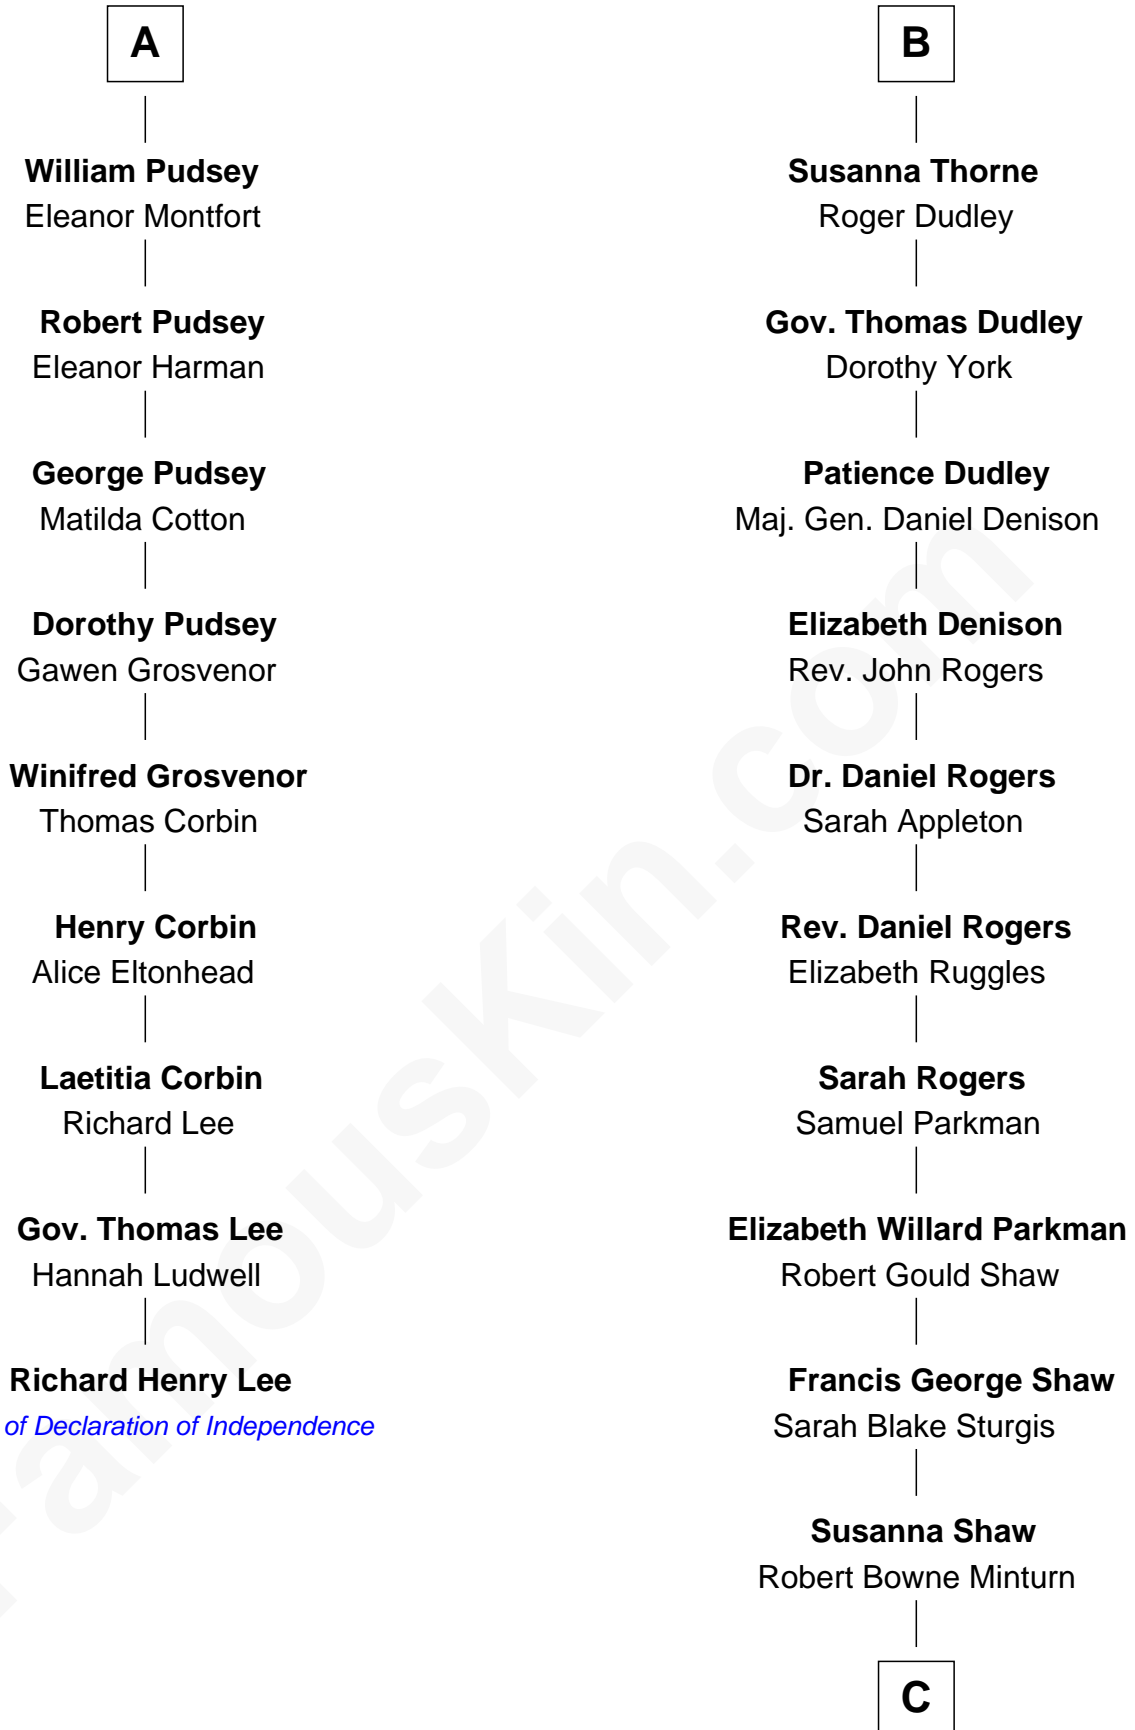 A
William Pudsey
Eleanor Montfort
Robert Pudsey
Eleanor Harman
George Pudsey
Matilda Cotton
Dorothy Pudsey
Gawen Grosvenor
Winifred Grosvenor
Thomas Corbin
Henry Corbin
Alice Eltonhead
Laetitia Corbin
Richard Lee
Gov. Thomas Lee
Hannah Ludwell
Richard Henry Lee
of Declaration of Independence
B
Susanna Thorne
Roger Dudley
Gov. Thomas Dudley
Dorothy York
Patience Dudley
Maj. Gen. Daniel Denison
Elizabeth Denison
Rev. John Rogers
Dr. Daniel Rogers
Sarah Appleton
Rev. Daniel Rogers
Elizabeth Ruggles
Sarah Rogers
Samuel Parkman
Elizabeth Willard Parkman
Robert Gould Shaw
Francis George Shaw
Sarah Blake Sturgis
Susanna Shaw
Robert Bowne Minturn
C
FamousKin.com